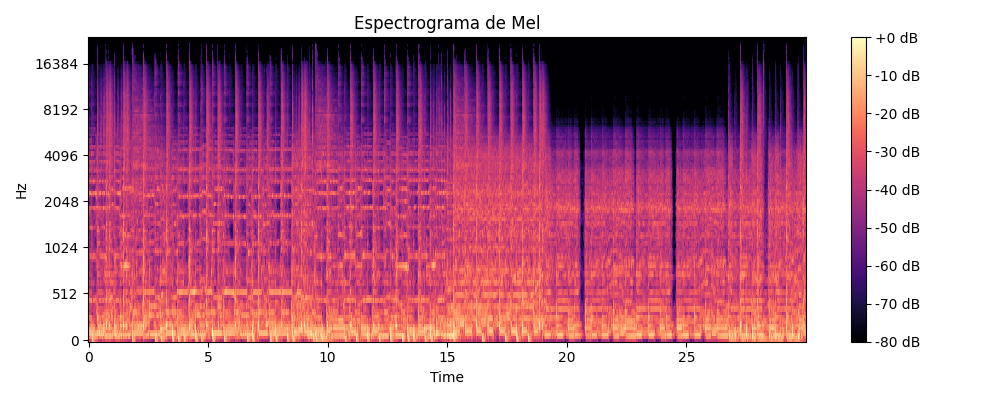 Espectrograma de Mel
Hz
16384
8192
4096
2048
1024
512
0
0 5 10 15 20 25
Time
+0 dB
-10 dB
-20 dB
-30 dB
-40 dB
-50 dB
-60 dB
-70 dB
-80 dB